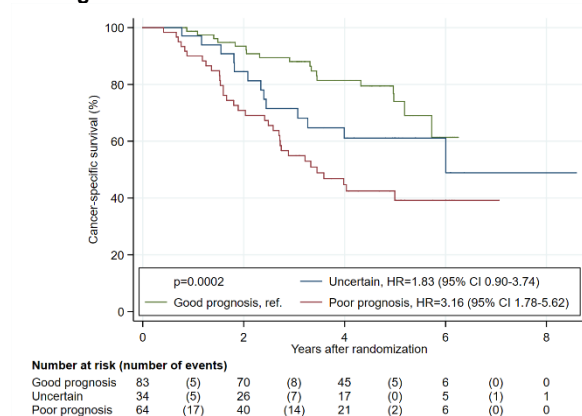 100
80
60
40
20
0
Cancer-specific survival (%)
p=0.0002
Uncertain, HR=1.83 (95% CI 0.90-3.74)
Good prognosis, ref.
Poor prognosis, HR=3.16 (95% CI 1.78-5.62)
0 2 4 6 8
Years after randomization
Number at risk (number of events)
Good prognosis 83 (5) 70 (8) 45 (5) 6 (0) 0
Uncertain 34 (5) 26 (7) 17 (0) 5 (1) 1
Poor prognosis 64 (17) 40 (14) 21 (2) 6 (0) 0